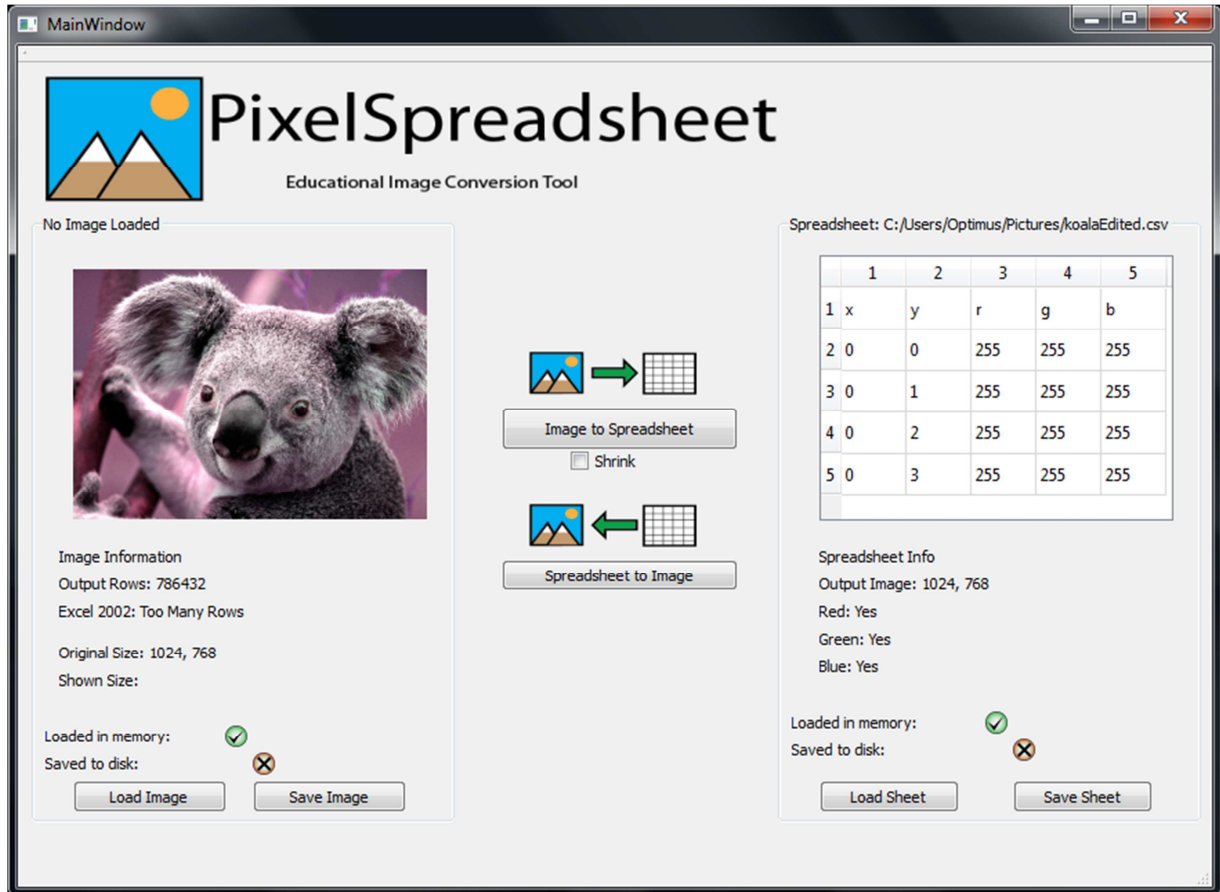 MainWindow
PixelSpreadsheet
Educational Image Conversion Tool
No Image Loaded
Image Information
Output Rows: 786432
Excel 2002: Too Many Rows
Original Size: 1024, 768
Shown Size:
Loaded in memory:
Saved to disk:
Load Image Save Image
Image to Spreadsheet
Shrink
Spreadsheet to Image
Spreadsheet: C:/Users/Optimus/Pictures/koalaEdited.csv
1 2 3 4 5
1 x y r g b
2 0 0 255 255 255
3 0 1 255 255 255
4 0 2 255 255 255
5 0 3 255 255 255
Spreadsheet Info
Output Image: 1024, 768
Red: Yes
Green: Yes
Blue: Yes
Loaded in memory:
Saved to disk:
Load Sheet Save Sheet